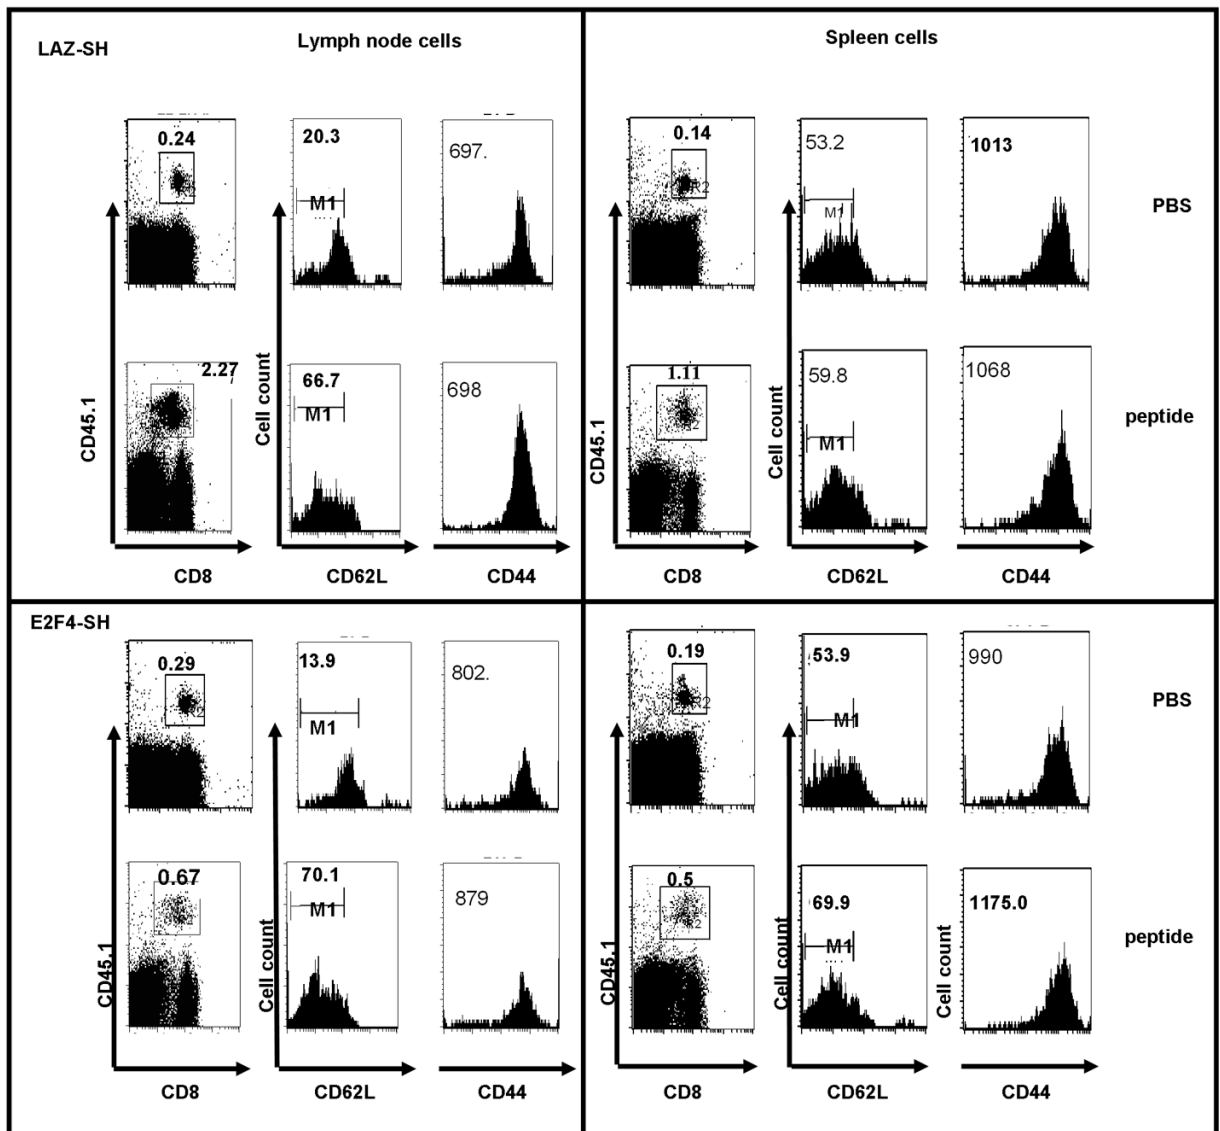 LAZ-SH
Lymph node cells
Spleen cells
0.24
20.3
M1
697.
0.14
R2
53.2
M1
1013
PBS
2.27
66.7
M1
698
1.11
59.8
M1
1068
peptide
CD45.1
Cell count
CD45.1
Cell count
CD8
CD62L
CD44
CD8
CD62L
CD44
E2F4-SH
0.29
13.9
M1
802.
0.19
R2
53.9
M1
990
PBS
0.67
70.1
M1
879
0.5
69.9
M1
1175.0
peptide
CD45.1
Cell count
CD45.1
Cell count
Cell count
CD8
CD62L
CD44
CD8
CD62L
CD44